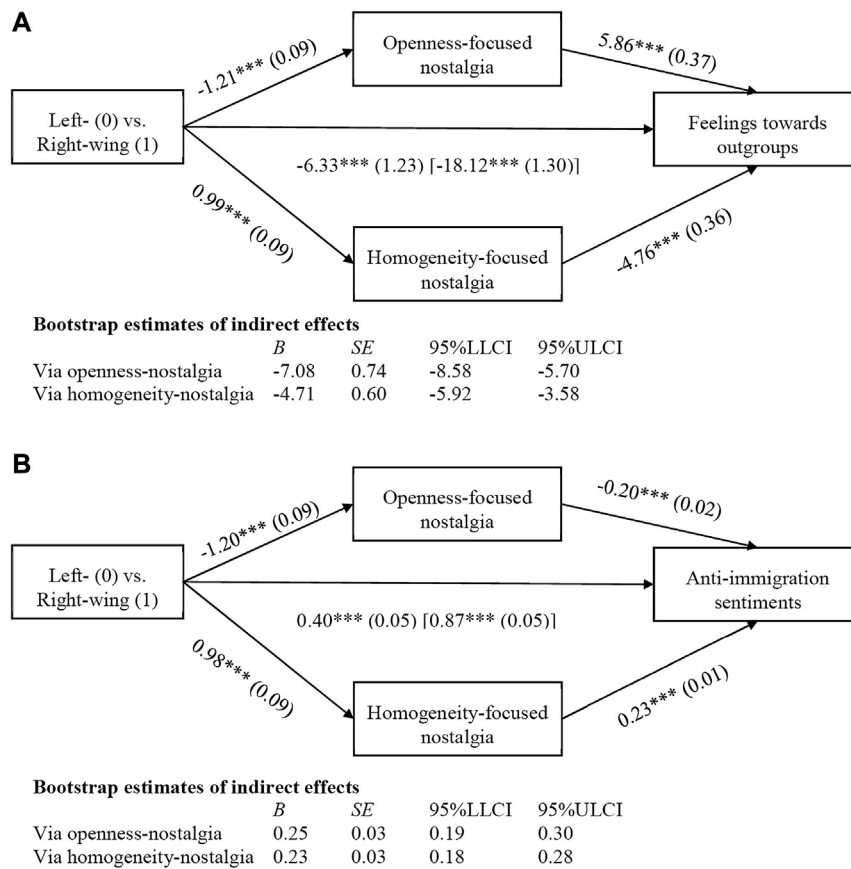 A
Openness-focused
nostalgia
-1.21*** (0.09)
5.86*** (0.37)
Left- (0) vs.
Right-wing (1)
Feelings towards
outgroups
-6.33*** (1.23) [-18.12*** (1.30)]
0.99*** (0.09)
-4.76*** (0.36)
Homogeneity-focused
nostalgia
Bootstrap estimates of indirect effects
B SE 95%LLCI 95%ULCI
Via openness-nostalgia -7.08 0.74 -8.58 -5.70
Via homogeneity-nostalgia -4.71 0.60 -5.92 -3.58
B
Openness-focused
nostalgia
-1.20*** (0.09)
-0.20*** (0.02)
Left- (0) vs.
Right-wing (1)
Anti-immigration
sentiments
0.40*** (0.05) [0.87*** (0.05)]
0.98*** (0.09)
0.23*** (0.01)
Homogeneity-focused
nostalgia
Bootstrap estimates of indirect effects
B SE 95%LLCI 95%ULCI
Via openness-nostalgia 0.25 0.03 0.19 0.30
Via homogeneity-nostalgia 0.23 0.03 0.18 0.28